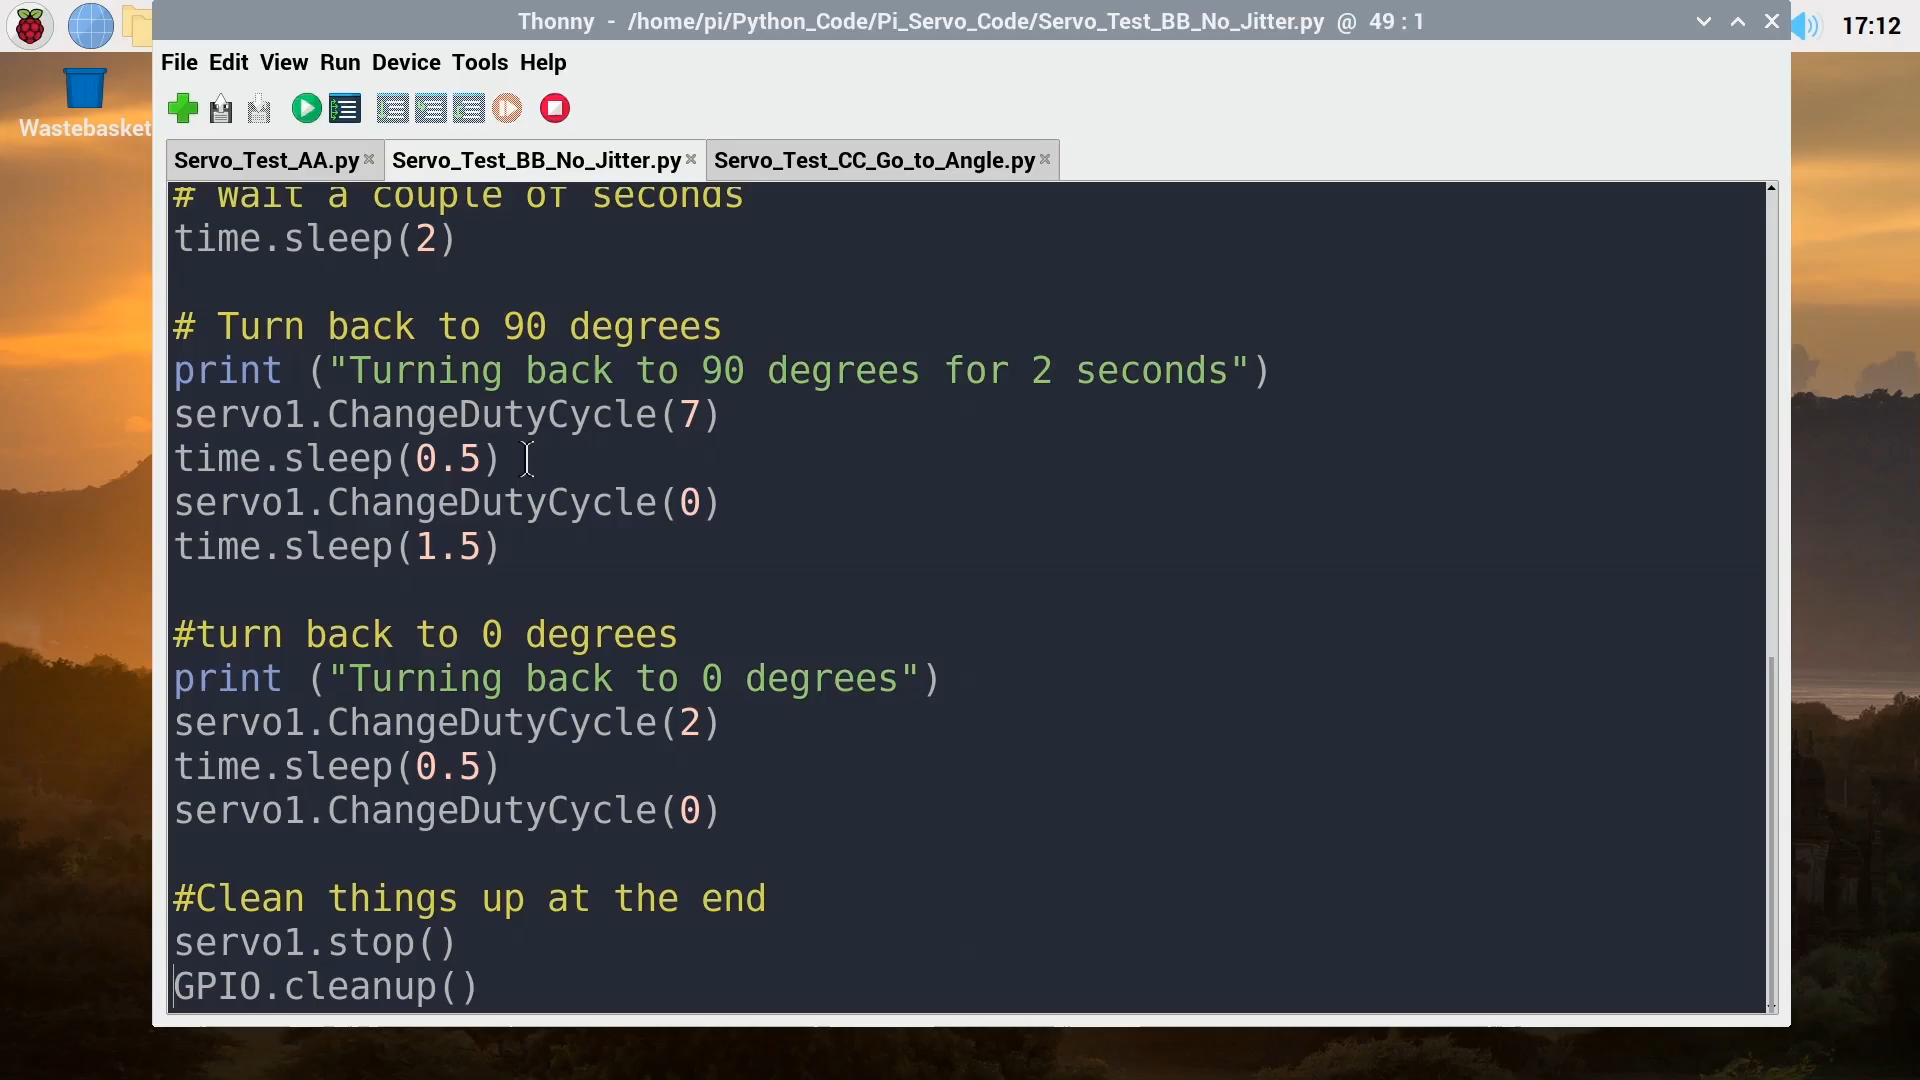 Thonny - /home/pi/Python_Code/Pi_Servo_Code/Servo_Test_BB_No_Jitter.py @ 49 : 1
17:12
File Edit View Run Device Tools Help
Wastebasket
Servo_Test_AA.py Servo_Test_BB_No_Jitter.py Servo_Test_CC_Go_to_Angle.py
# Wait a couple of seconds
time.sleep(2)
# Turn back to 90 degrees
print ("Turning back to 90 degrees for 2 seconds")
servo1.ChangeDutyCycle(7)
time.sleep(0.5)
servo1.ChangeDutyCycle(0)
time.sleep(1.5)
#turn back to 0 degrees
print ("Turning back to 0 degrees")
servo1.ChangeDutyCycle(2)
time.sleep(0.5)
servo1.ChangeDutyCycle(0)
#Clean things up at the end
servo1.stop()
GPIO.cleanup()